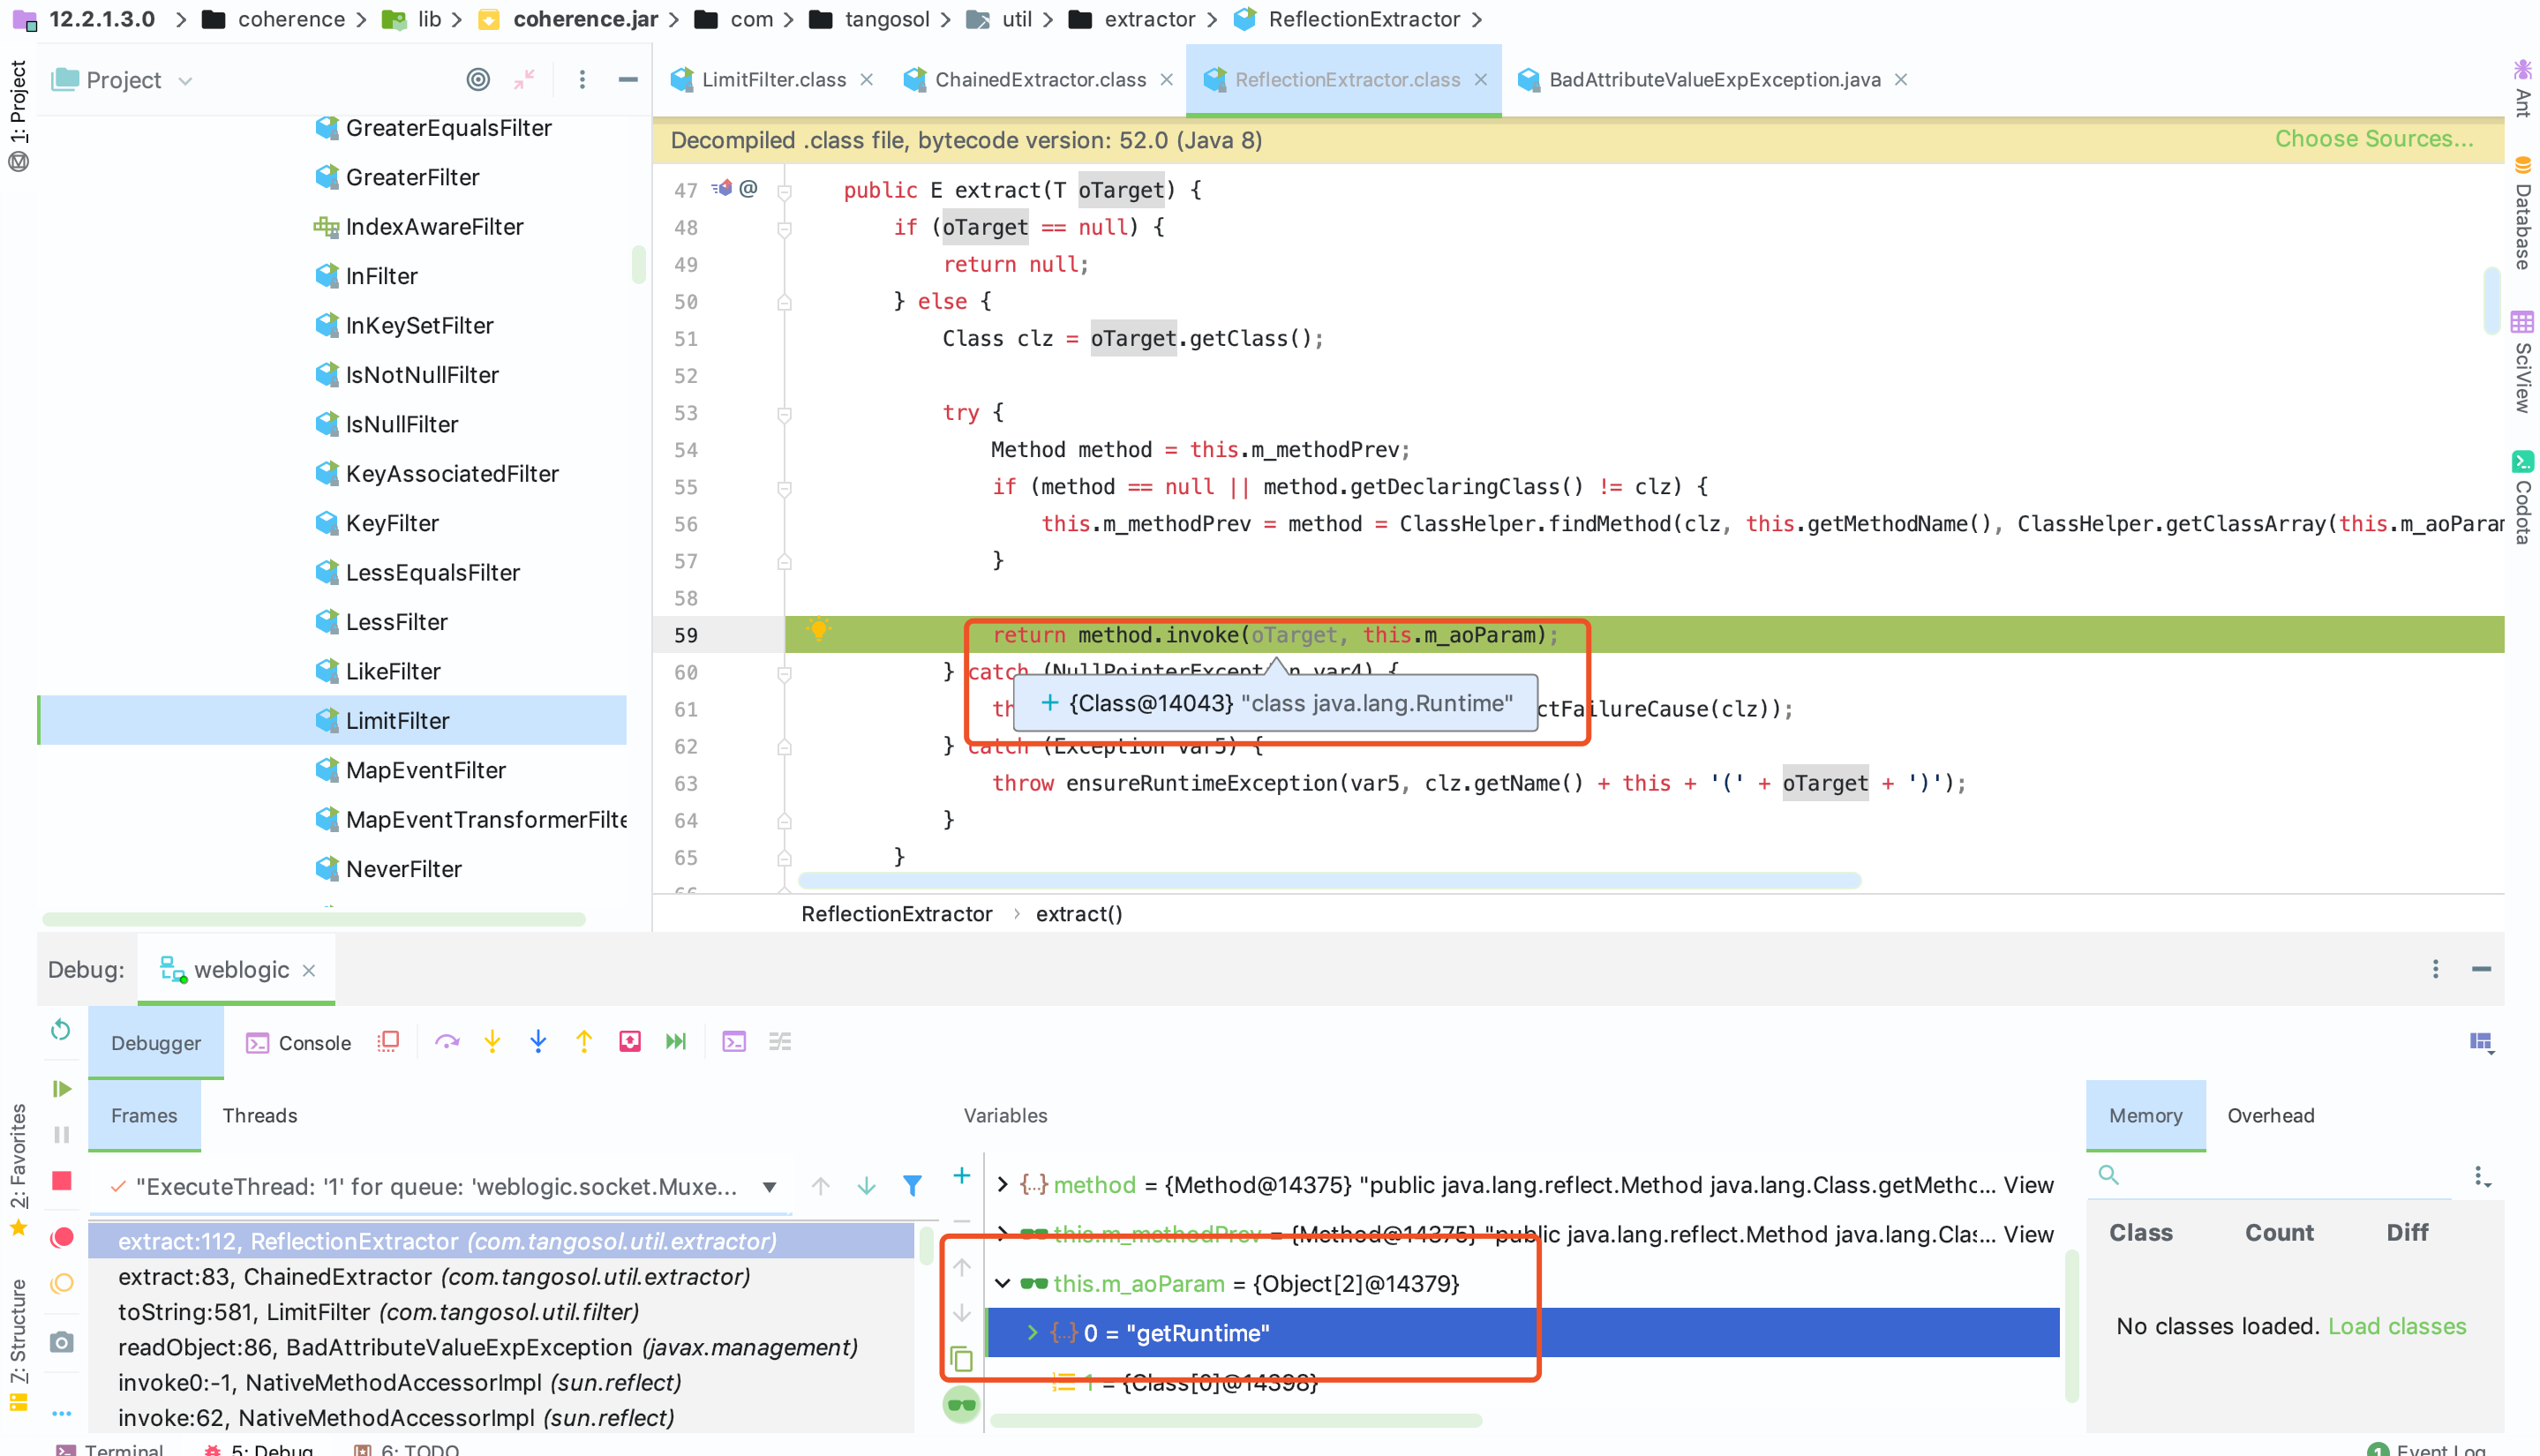 12.2.1.3.0 > coherence > lib > coherence.jar > com > tangosol > util > extractor > ReflectionExtractor >
Project
LimitFilter.class
ChainedExtractor.class
ReflectionExtractor.class
BadAttributeValueExpException.java
Decompiled .class file, bytecode version: 52.0 (Java 8)
Choose Sources...
1: Project
GreaterEqualsFilter
GreaterFilter
IndexAwareFilter
InFilter
InKeySetFilter
IsNotNullFilter
IsNullFilter
KeyAssociatedFilter
KeyFilter
LessEqualsFilter
LessFilter
LikeFilter
LimitFilter
MapEventFilter
MapEventTransformerFilte
NeverFilter
47 @ public E extract(T oTarget) {
48 if (oTarget == null) {
49 return null;
50 } else {
51 Class clz = oTarget.getClass();
52
53 try {
54 Method method = this.m_methodPrev;
55 if (method == null || method.getDeclaringClass() != clz) {
56 this.m_methodPrev = method = ClassHelper.findMethod(clz, this.getMethodName(), ClassHelper.getClassArray(this.m_aoParam
57 }
58
59 return method.invoke(oTarget, this.m_aoParam);
60 } catch (NullPointerException var4) {
+ {Class@14043} "class java.lang.Runtime"
61 th ctFailureCause(clz));
62 } catch (Exception var5) {
63 throw ensureRuntimeException(var5, clz.getName() + this + '(' + oTarget + ')');
64 }
65 }
66
ReflectionExtractor > extract()
Ant
Database
SciView
Codota
Debug: weblogic
Debugger
Console
Frames
Threads
Variables
Memory
Overhead
"ExecuteThread: '1' for queue: 'weblogic.socket.Muxe...
extract:112, ReflectionExtractor (com.tangosol.util.extractor)
extract:83, ChainedExtractor (com.tangosol.util.extractor)
toString:581, LimitFilter (com.tangosol.util.filter)
readObject:86, BadAttributeValueExpException (javax.management)
invoke0:-1, NativeMethodAccessorImpl (sun.reflect)
invoke:62, NativeMethodAccessorImpl (sun.reflect)
method = {Method@14375} "public java.lang.reflect.Method java.lang.Class.getMethc... View
this.m_methodPrev = {Method@14375} "public java.lang.reflect.Method java.lang.Clas... View
this.m_aoParam = {Object[2]@14379}
0 = "getRuntime"
1 = {Class[0]@14398}
Class Count Diff
No classes loaded. Load classes
2: Favorites
7: Structure
Terminal
5: Debug
6: TODO
1 Event Log